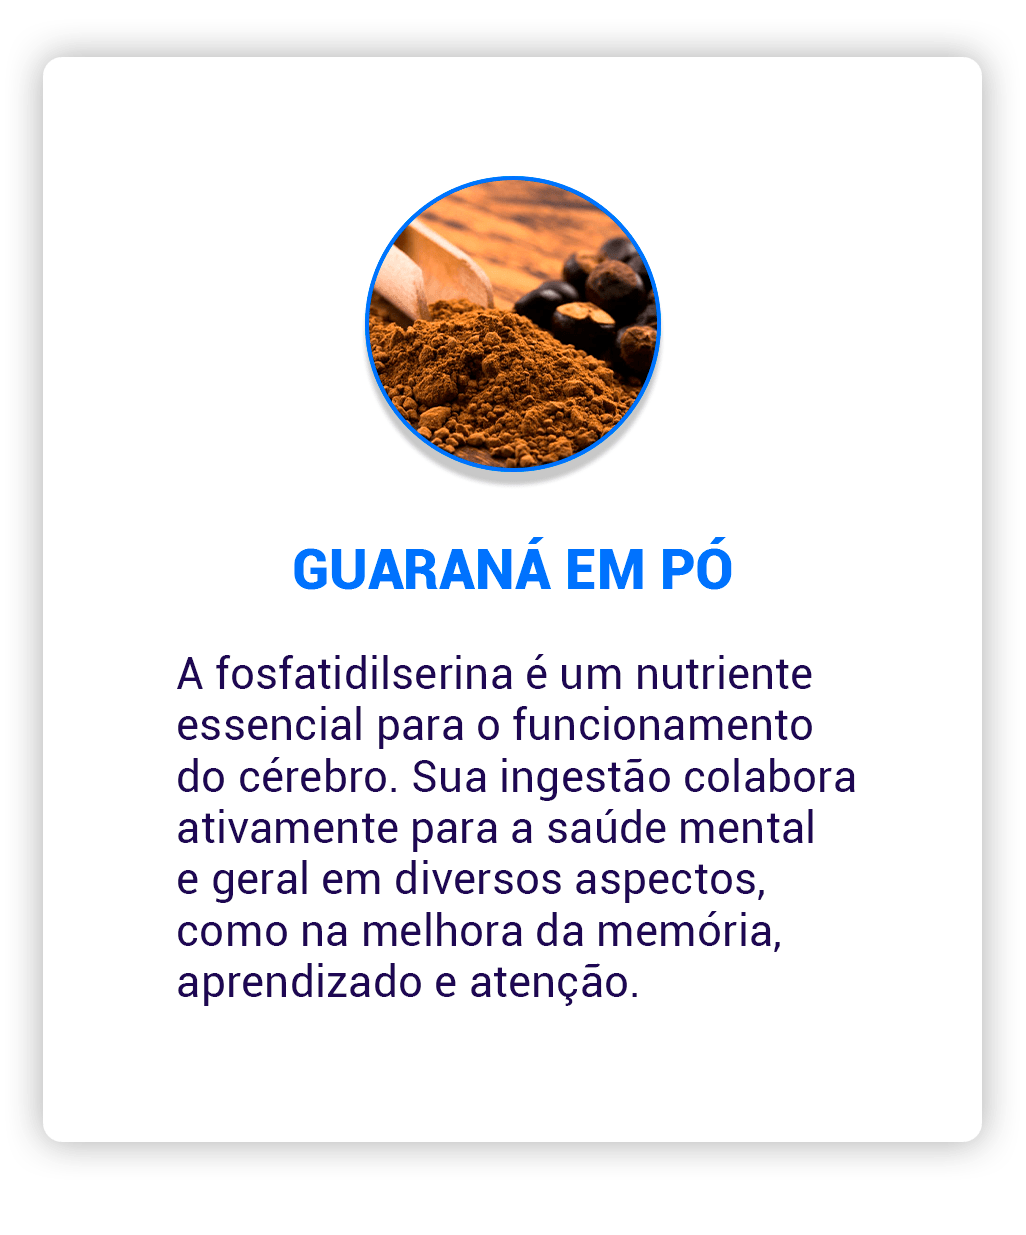 GUARANÁ EM PÓ
A fosfatidilserina é um nutriente
essencial para o funcionamento
do cérebro. Sua ingestão colabora
ativamente para a saúde mental
e geral em diversos aspectos,
como na melhora da memória,
aprendizado e atenção.